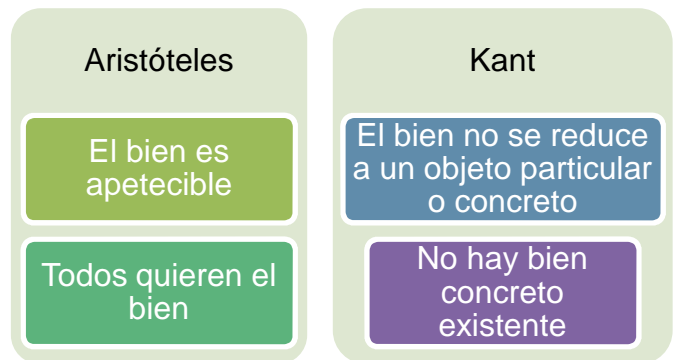 Aristóteles
El bien es
apetecible
Todos quieren el
bien
Kant
El bien no se reduce
a un objeto particular
o concreto
No hay bien
concreto
existente